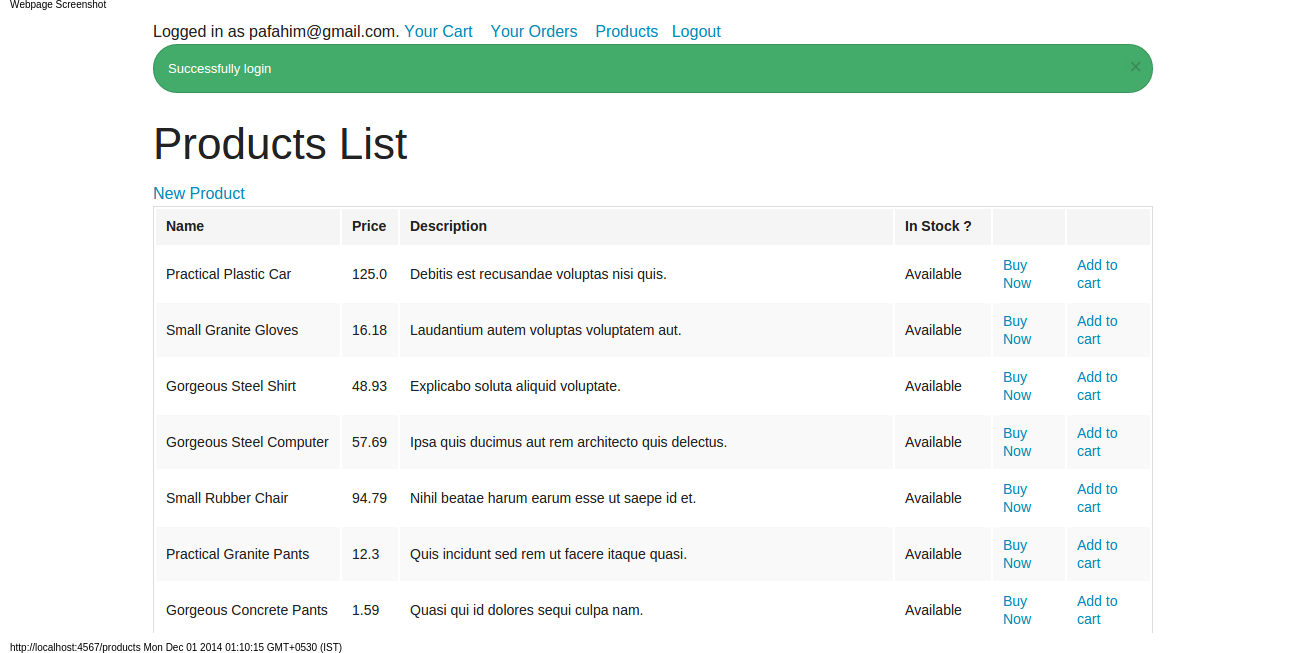 Webpage Screenshot
Logged in as pafahim@gmail.com. Your Cart Your Orders Products Logout
Successfully login ×
Products List
New Product
Name Price Description In Stock ?
Practical Plastic Car 125.0 Debitis est recusandae voluptas nisi quis. Available Buy Now Add to cart
Small Granite Gloves 16.18 Laudantium autem voluptas voluptatem aut. Available Buy Now Add to cart
Gorgeous Steel Shirt 48.93 Explicabo soluta aliquid voluptate. Available Buy Now Add to cart
Gorgeous Steel Computer 57.69 Ipsa quis ducimus aut rem architecto quis delectus. Available Buy Now Add to cart
Small Rubber Chair 94.79 Nihil beatae harum earum esse ut saepe id et. Available Buy Now Add to cart
Practical Granite Pants 12.3 Quis incidunt sed rem ut facere itaque quasi. Available Buy Now Add to cart
Gorgeous Concrete Pants 1.59 Quasi qui id dolores sequi culpa nam. Available Buy Now Add to cart
http://localhost:4567/products Mon Dec 01 2014 01:10:15 GMT+0530 (IST)